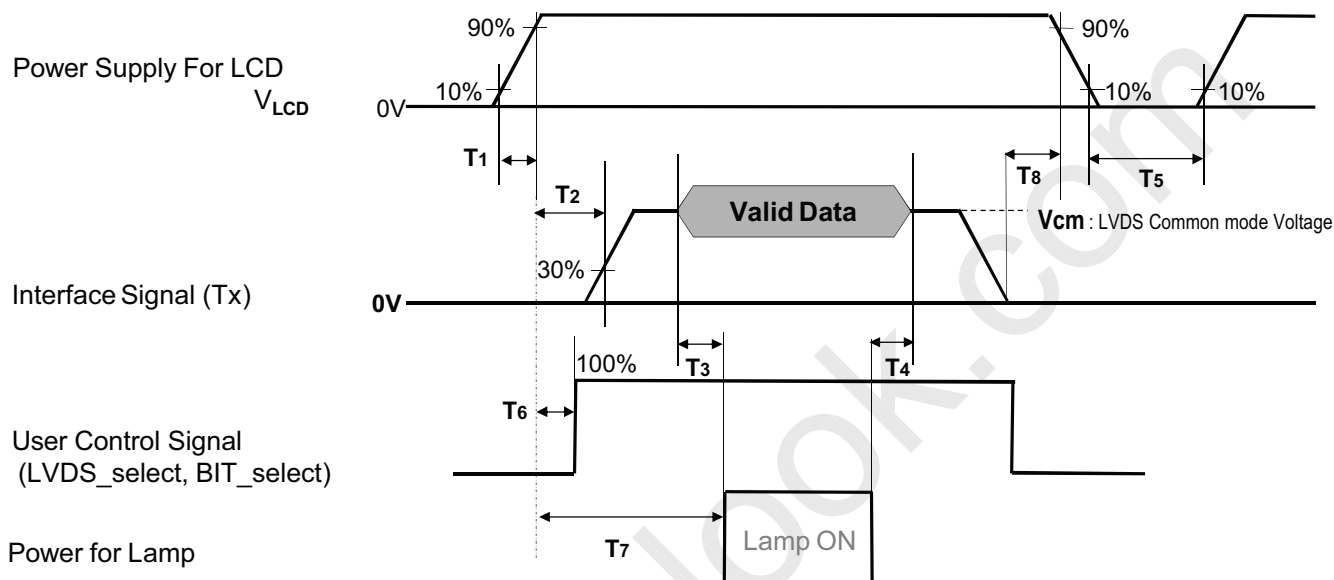 90%
90%
Power Supply For LCD
VLCD
10%
10%
10%
0V
T1
T8
T5
T2
Valid Data
Vcm : LVDS Common mode Voltage
30%
Interface Signal (Tx)
0V
T3
T4
100%
T6
User Control Signal
(LVDS_select, BIT_select)
T7
Lamp ON
Power for Lamp
look.com